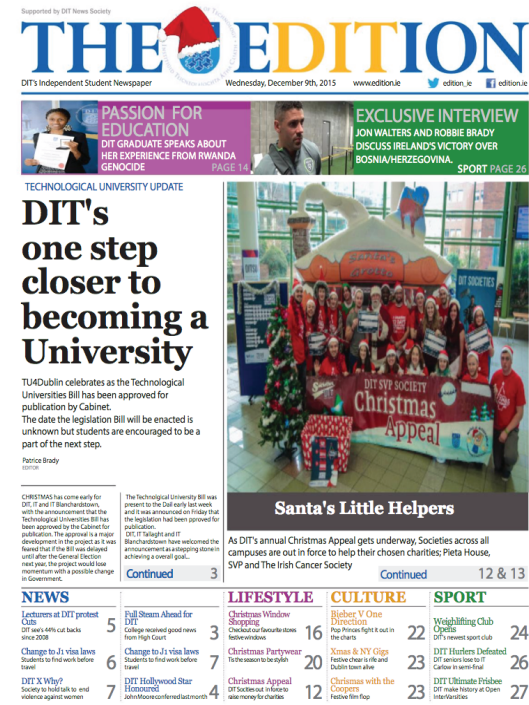 Supported by DIT News Society
THE EDITION
DIT's Independent Student Newspaper
Wednesday, December 9th, 2015
www.edition.ie
edition_ie
edition.ie
PASSION FOR
EDUCATION
DIT GRADUATE SPEAKS ABOUT
HER EXPERIENCE FROM RWANDA
GENOCIDE
PAGE 14
EXCLUSIVE INTERVIEW
JON WALTERS AND ROBBIE BRADY
DISCUSS IRELAND'S VICTORY OVER
BOSNIA/HERZEGOVINA.
SPORT PAGE 26
TECHNOLOGICAL UNIVERSITY UPDATE
DIT's
one step
closer to
becoming a
University
TU4Dublin celebrates as the Technological
Universities Bill has been approved for
publication by Cabinet.
The date the legislation Bill will be enacted is
unknown but students are encouraged to be a
part of the next step.
Patrice Brady
EDITOR
CHRISTMAS has come early for
DIT, IT and IT Blanchardstown,
with the announcement that the
Technological Universities Bill has
been approved by the Cabinet for
publication. The approval is a major
development in the project as it was
feared that if the Bill was delayed
until after the General Election
next year, the project would lose
momentum with a possible change
in Government.
The Technolgical University Bill was
present to the Dail early last week
and it was announced on Friday that
the legislation had been pproved for
publication.
DIT, IT Tallaght and IT
Blanchardstown have welcomed the
announcement as a stepping stone in
achieving a overall goal...
Continued 3
Santa's Grotto
DIT SOCIETIES
DIT SVP SOCIETY
Christmas
Appeal
Santa's Little Helpers
As DIT's annual Christmas Appeal gets underway, Societies across all
campuses are out in force to help their chosen charities; Pieta House,
SVP and The Irish Cancer Society
Continued 12 & 13
NEWS
Lecturers at DIT protest
Cuts
DIT see's 44% cut backs
since 2008
5
Change to J1 visa laws
Students to find work before
travel
6
DIT X Why?
Society to hold talk to end
violence against women
7
Full Steam Ahead for
DIT
College received good news
from High Court
3
Change to J1 visa laws
Students to find work before
travel
7
DIT Hollywood Star
Honoured
John Moore conferred last month
4
LIFESTYLE
Christmas Window
Shopping
Checkout our favourite stores
festive windows
16
Christmas Partywear
Tis the season to be stylish
20
Christmas Appeal
DIT Socities out in force to
raise money for charities
12
CULTURE
Bieber V One
Direction
Pop Princes fight it out in
the charts
22
Xmas & NY Gigs
Festive chear is rife and
Dublin town alive
23
Chrismas with the
Coopers
Festive film flop
23
SPORT
Weighlifting Club
Opens
DIT's newest sport club
24
DIT Hurlers Defeated
DIT seniors lose to IT
Carlow in semi-final
26
DIT Ultimate Frisbee
DIT make history at Open
InterVarsities
27